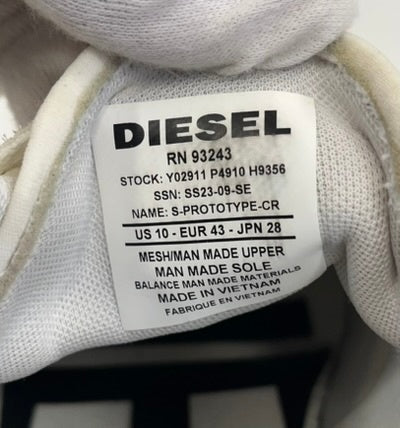 DIESEL
RN 93243
STOCK: Y02911 P4910 H9356
SSN: SS23-09-SE
NAME: S-PROTOTYPE-CR
US 10 - EUR 43 - JPN 28
MESH/MAN MADE UPPER
MAN MADE SOLE
BALANCE MAN MADE MATERIALS
MADE IN VIETNAM
FABRIQUE EN VIETNAM